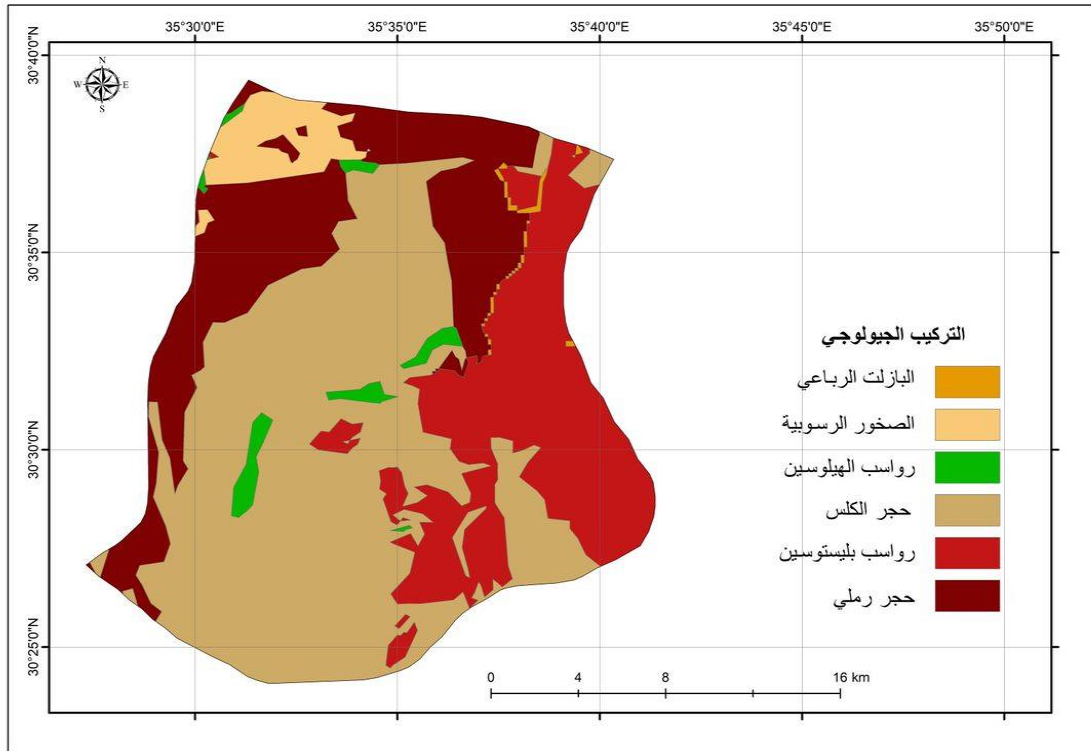 35°30'0"E 35°35'0"E 35°40'0"E 35°45'0"E 35°50'0"E
30°40'0"N
N
W E
S
30°35'0"N
التركيب الجيولوجي
البازلت الرباعي
الصخور الرسوبية
30°30'0"N
رواسب الهيلوسين
حجر الكلس
رواسب بليستوسين
حجر رملي
30°25'0"N
0 4 8 16 km